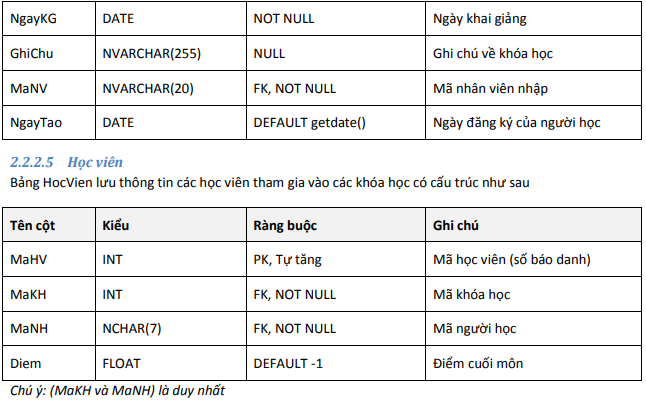 NgayKG DATE NOT NULL Ngày khai giảng
GhiChu NVARCHAR(255) NULL Ghi chú về khóa học
MaNV NVARCHAR(20) FK, NOT NULL Mã nhân viên nhập
NgayTao DATE DEFAULT getdate() Ngày đăng ký của người học
2.2.2.5 Học viên
Bảng HocVien lưu thông tin các học viên tham gia vào các khóa học có cấu trúc như sau
Tên cột Kiểu Ràng buộc Ghi chú
MaHV INT PK, Tự tăng Mã học viên (số báo danh)
MaKH INT FK, NOT NULL Mã khóa học
MaNH NCHAR(7) FK, NOT NULL Mã người học
Diem FLOAT DEFAULT -1 Điểm cuối môn
Chú ý: (MaKH và MaNH) là duy nhất